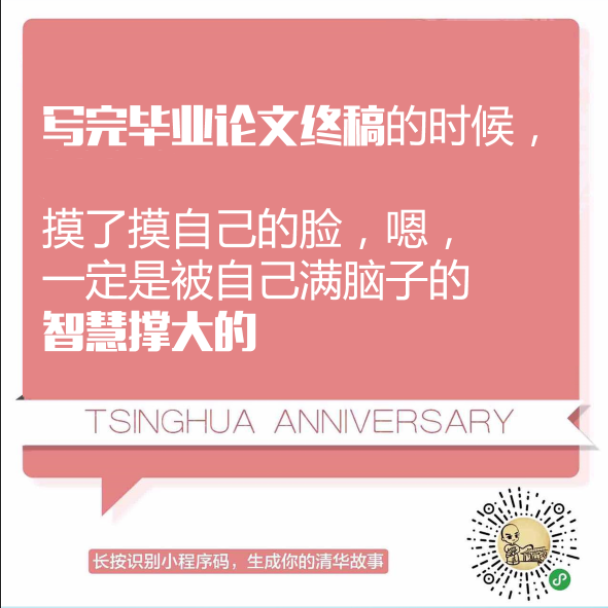 写完毕业论文终稿的时候，
摸了摸自己的脸，嗯，
一定是被自己满脑子的
智慧撑大的
TSINGHUA ANNIVERSARY
长按识别小程序码，生成你的清华故事